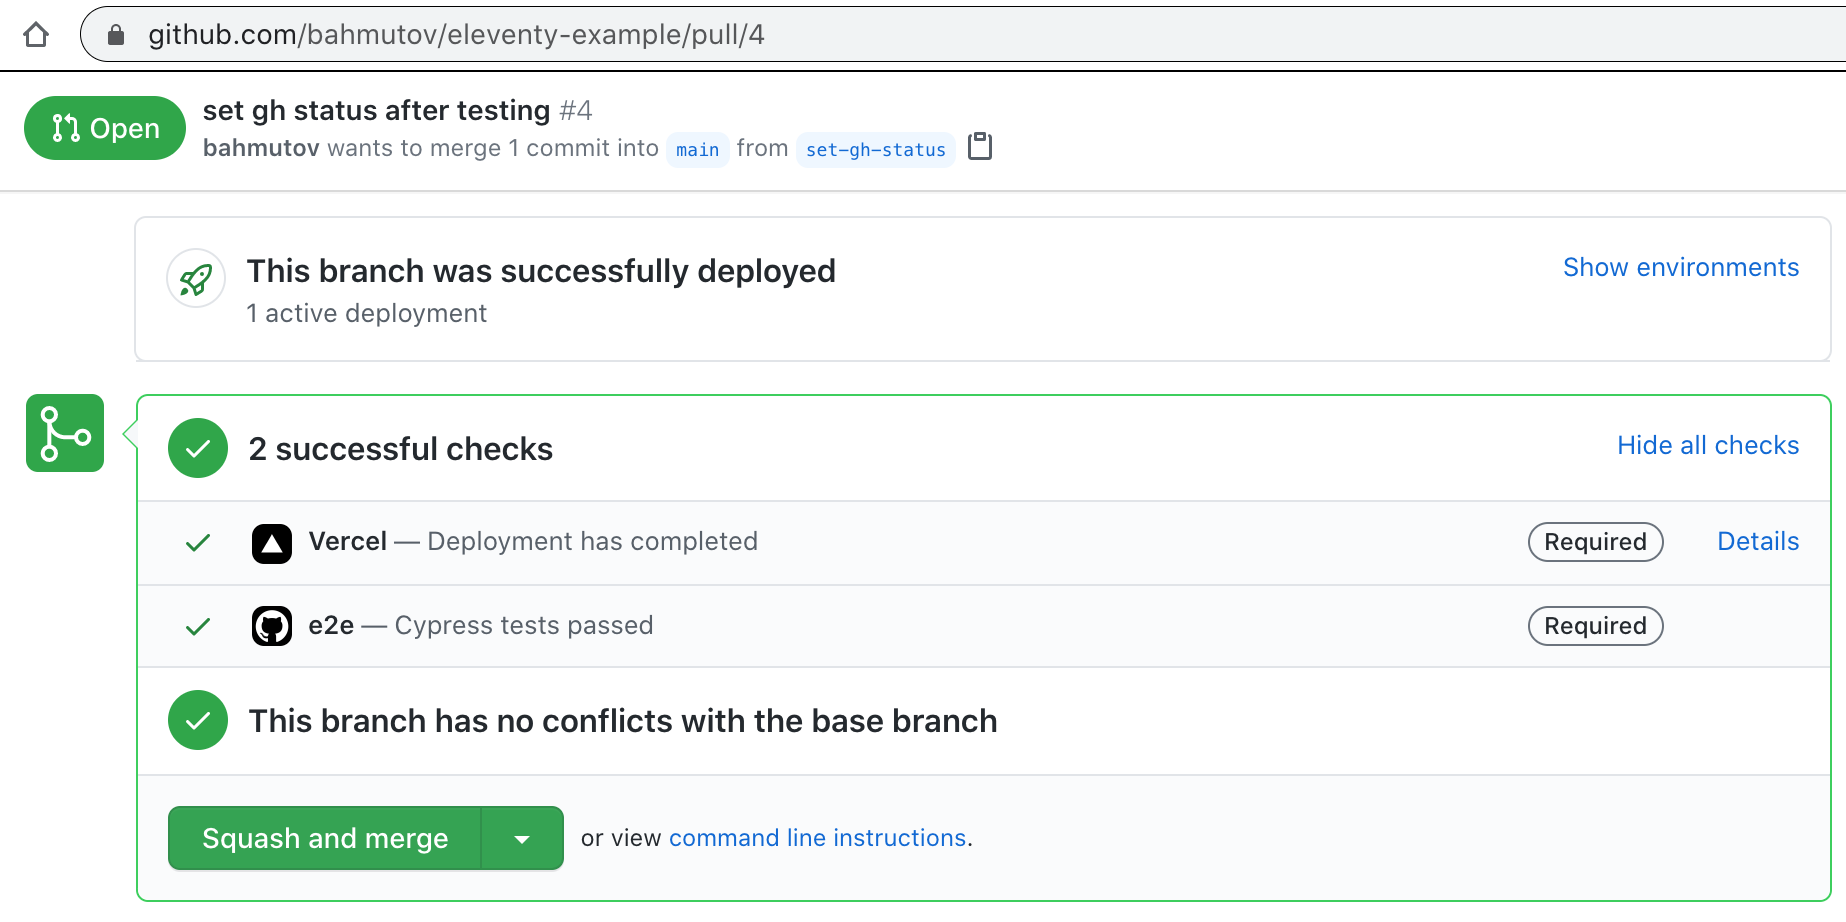 github.com/bahmutov/eleventy-example/pull/4
Open
set gh status after testing #4
bahmutov wants to merge 1 commit into main from set-gh-status
This branch was successfully deployed
Show environments
1 active deployment
2 successful checks
Hide all checks
Vercel — Deployment has completed
Required
Details
e2e — Cypress tests passed
Required
This branch has no conflicts with the base branch
Squash and merge
or view command line instructions.